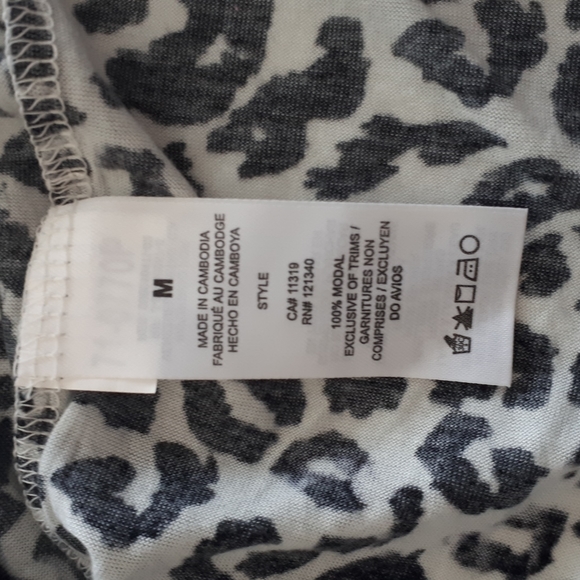 M
MADE IN CAMBODIA
FABRIQUÉ AU CAMBODGE
HECHO EN CAMBOYA
STYLE
CA# 11319
RN# 121340
100% MODAL
EXCLUSIVE OF TRIMS /
GARNITURES NON
COMPRISES / EXCLUYEN
DO AVIOS